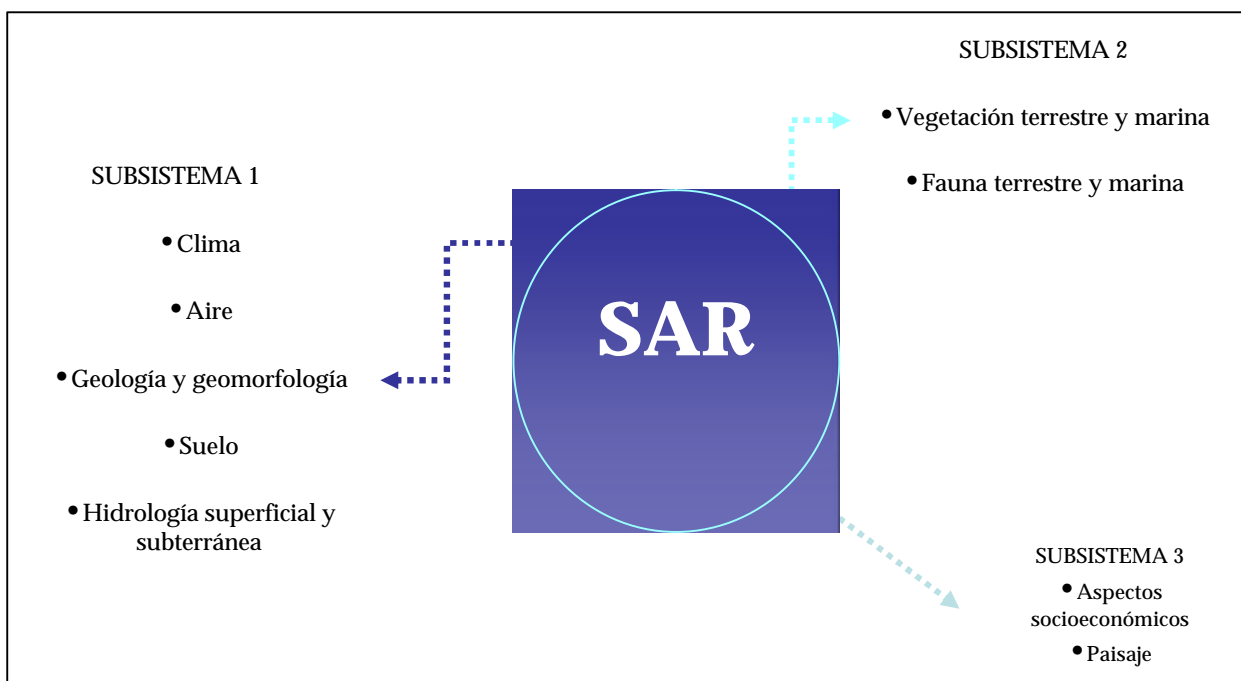 SUBSISTEMA 1
• Clima
• Aire
• Geología y geomorfología
• Suelo
• Hidrología superficial y
subterránea
SAR
SUBSISTEMA 2
• Vegetación terrestre y marina
• Fauna terrestre y marina
SUBSISTEMA 3
• Aspectos
socioeconómicos
• Paisaje